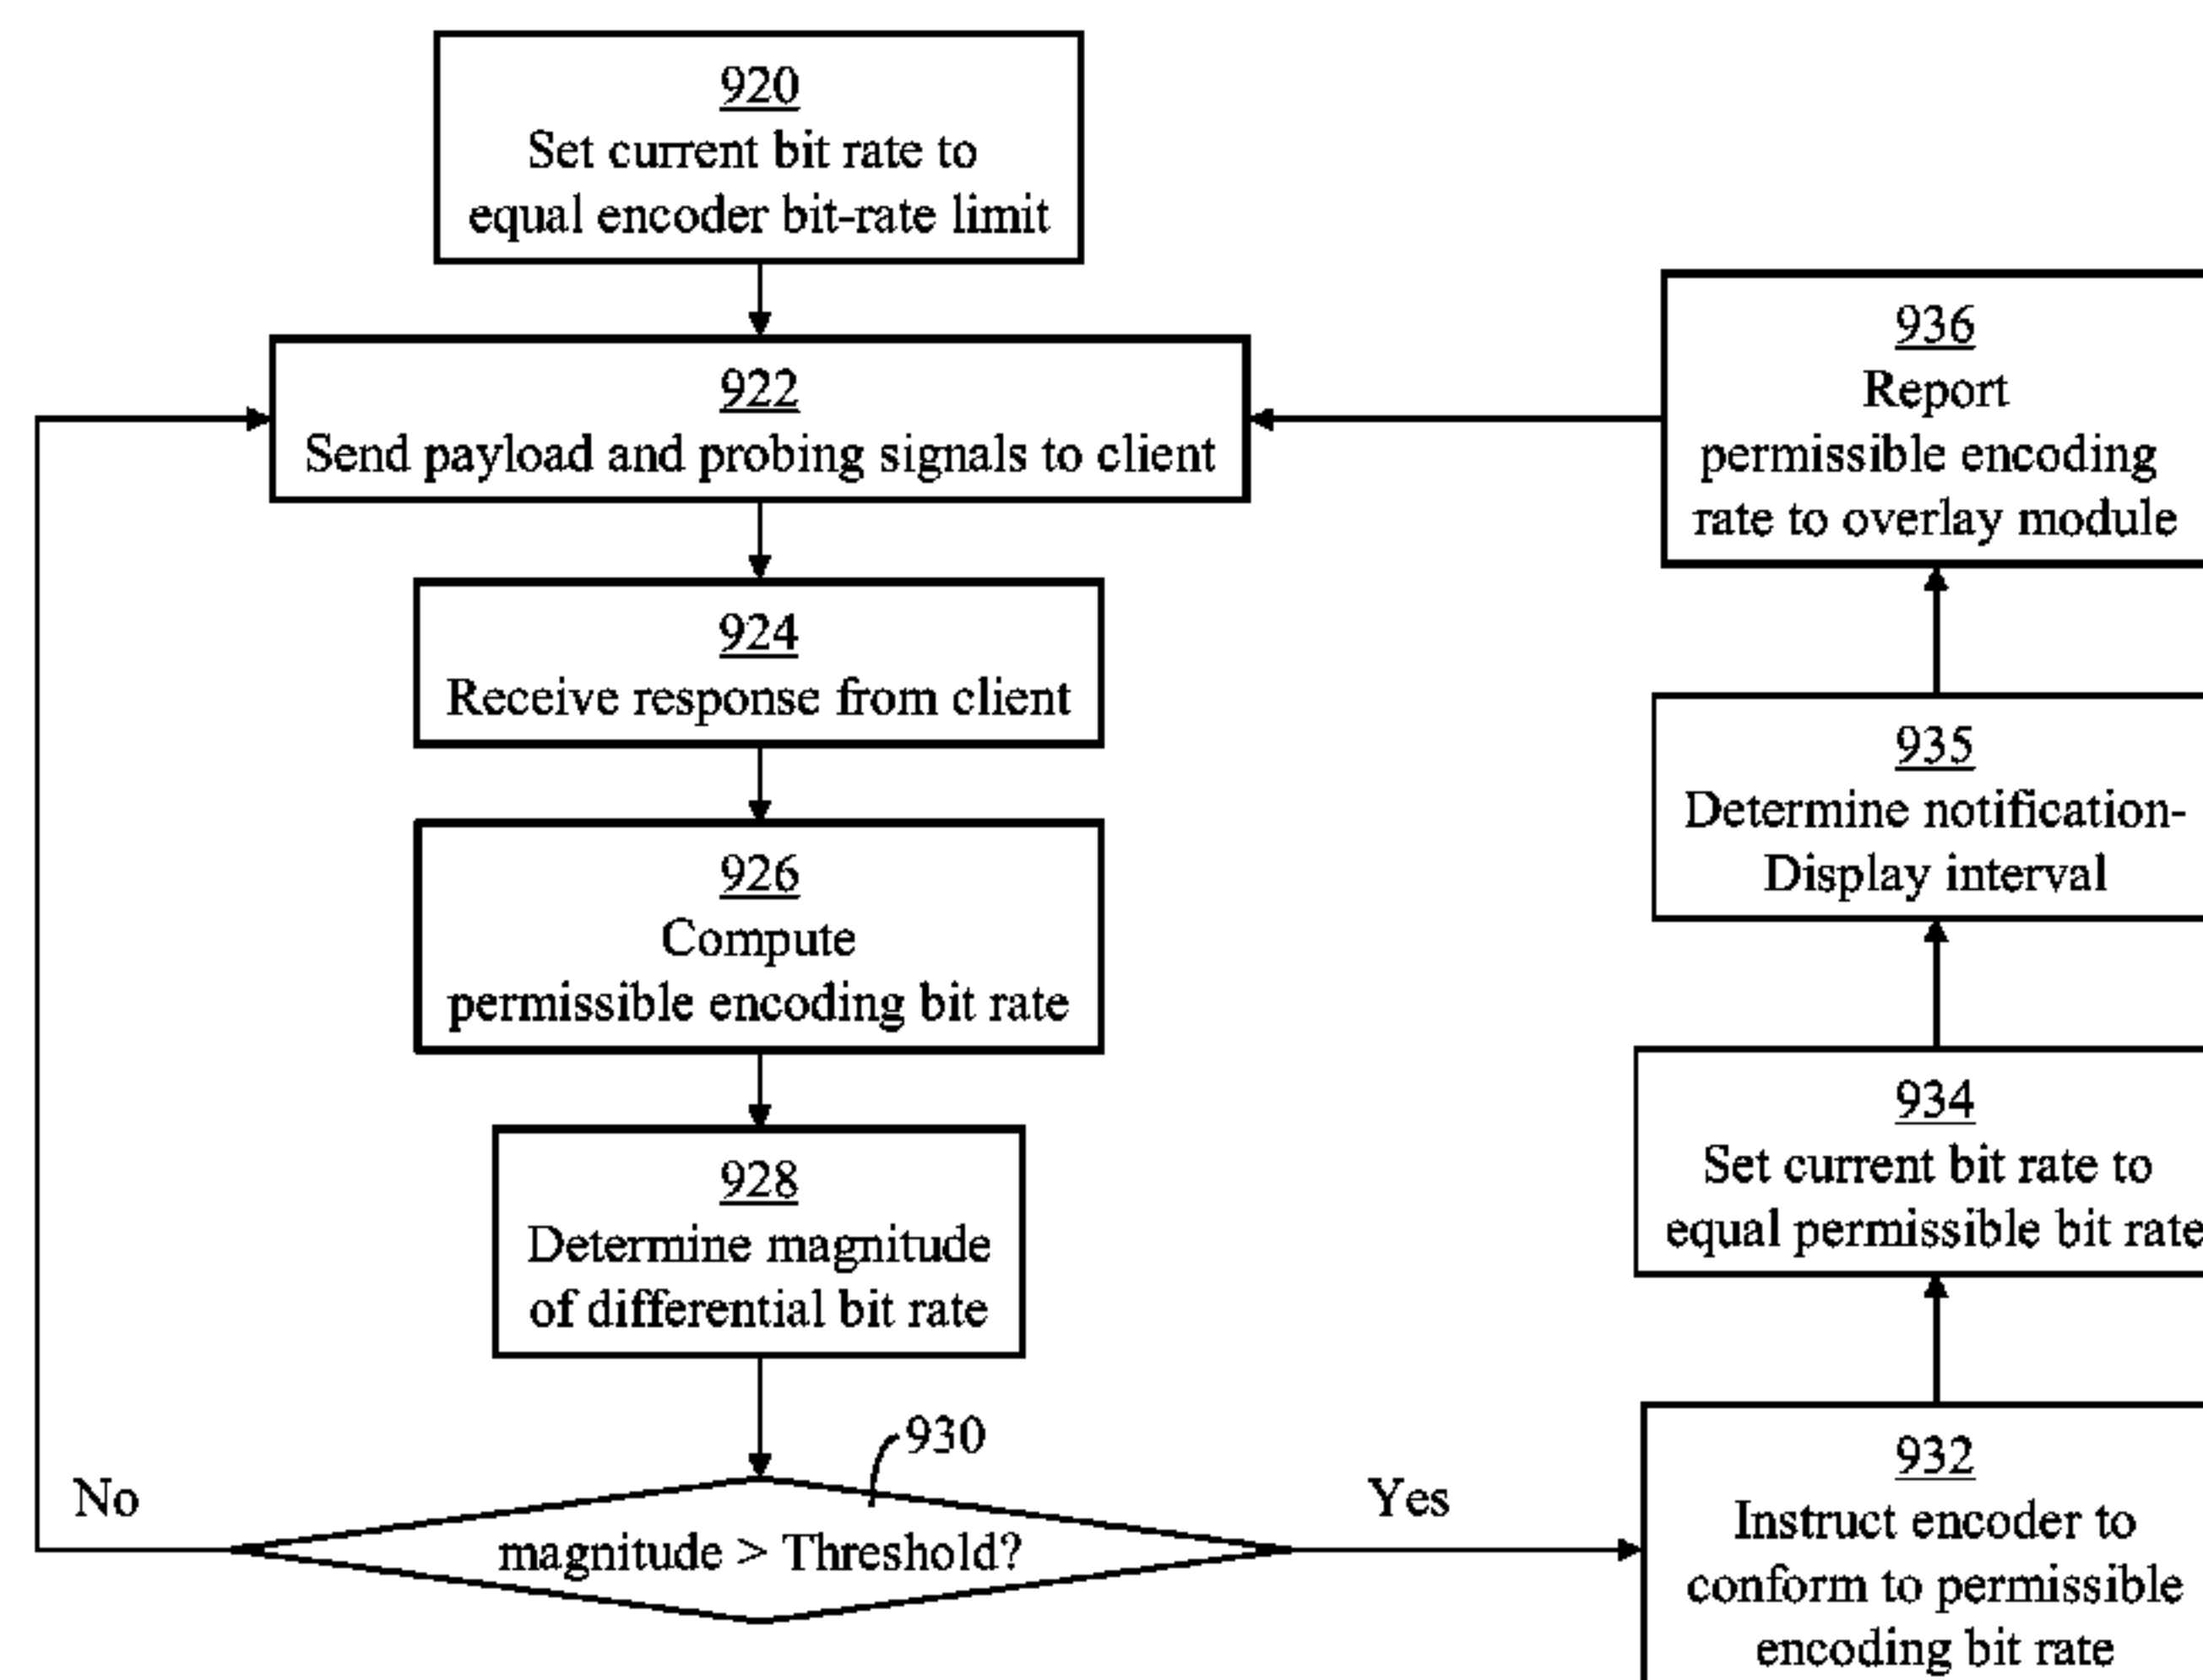 920
Set current bit rate to
equal encoder bit-rate limit
922
Send payload and probing signals to client
924
Receive response from client
926
Compute
permissible encoding bit rate
928
Determine magnitude
of differential bit rate
930
magnitude > Threshold?
No
Yes
932
Instruct encoder to
conform to permissible
encoding bit rate
934
Set current bit rate to
equal permissible bit rate
935
Determine notification-
Display interval
936
Report
permissible encoding
rate to overlay module